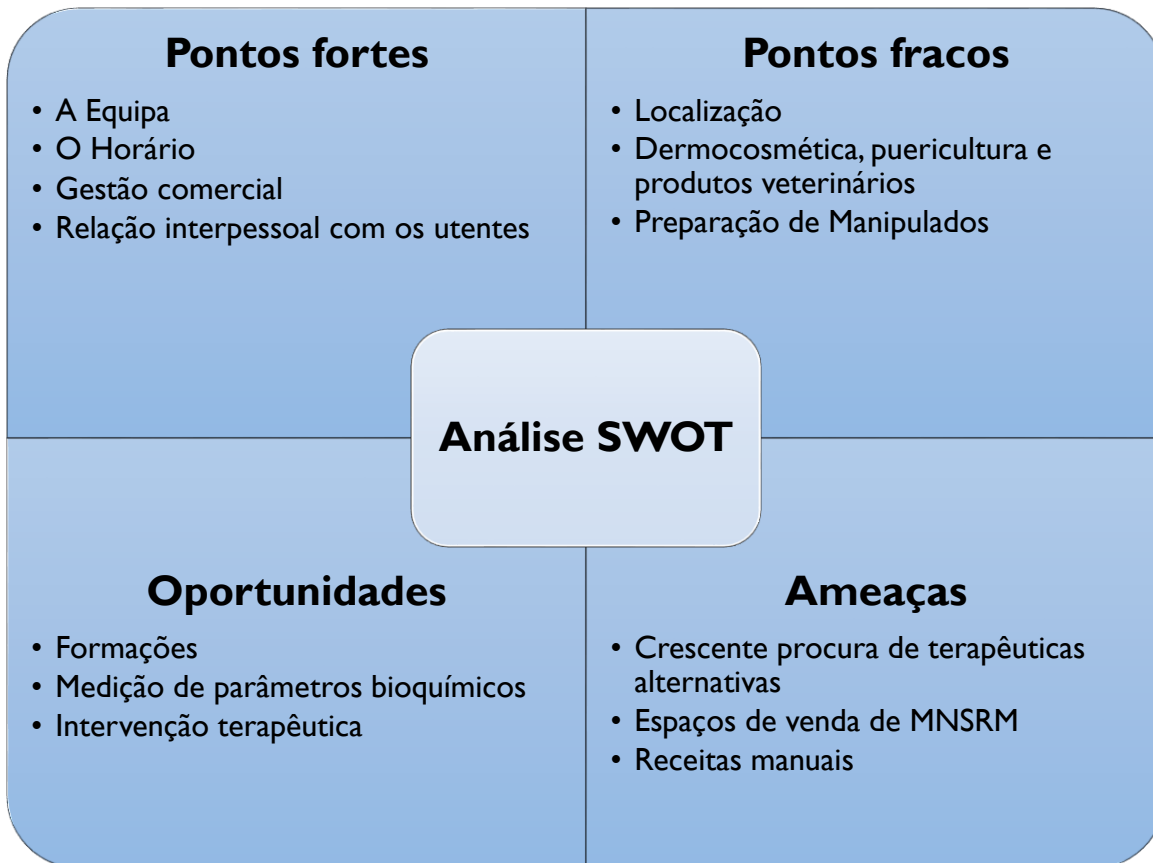 Pontos fortes
• A Equipa
• O Horário
• Gestão comercial
• Relação interpessoal com os utentes
Pontos fracos
• Localização
• Dermocosmética, puericultura e
produtos veterinários
• Preparação de Manipulados
Análise SWOT
Oportunidades
• Formações
• Medição de parâmetros bioquímicos
• Intervenção terapêutica
Ameaças
• Crescente procura de terapêuticas
alternativas
• Espaços de venda de MNSRM
• Receitas manuais